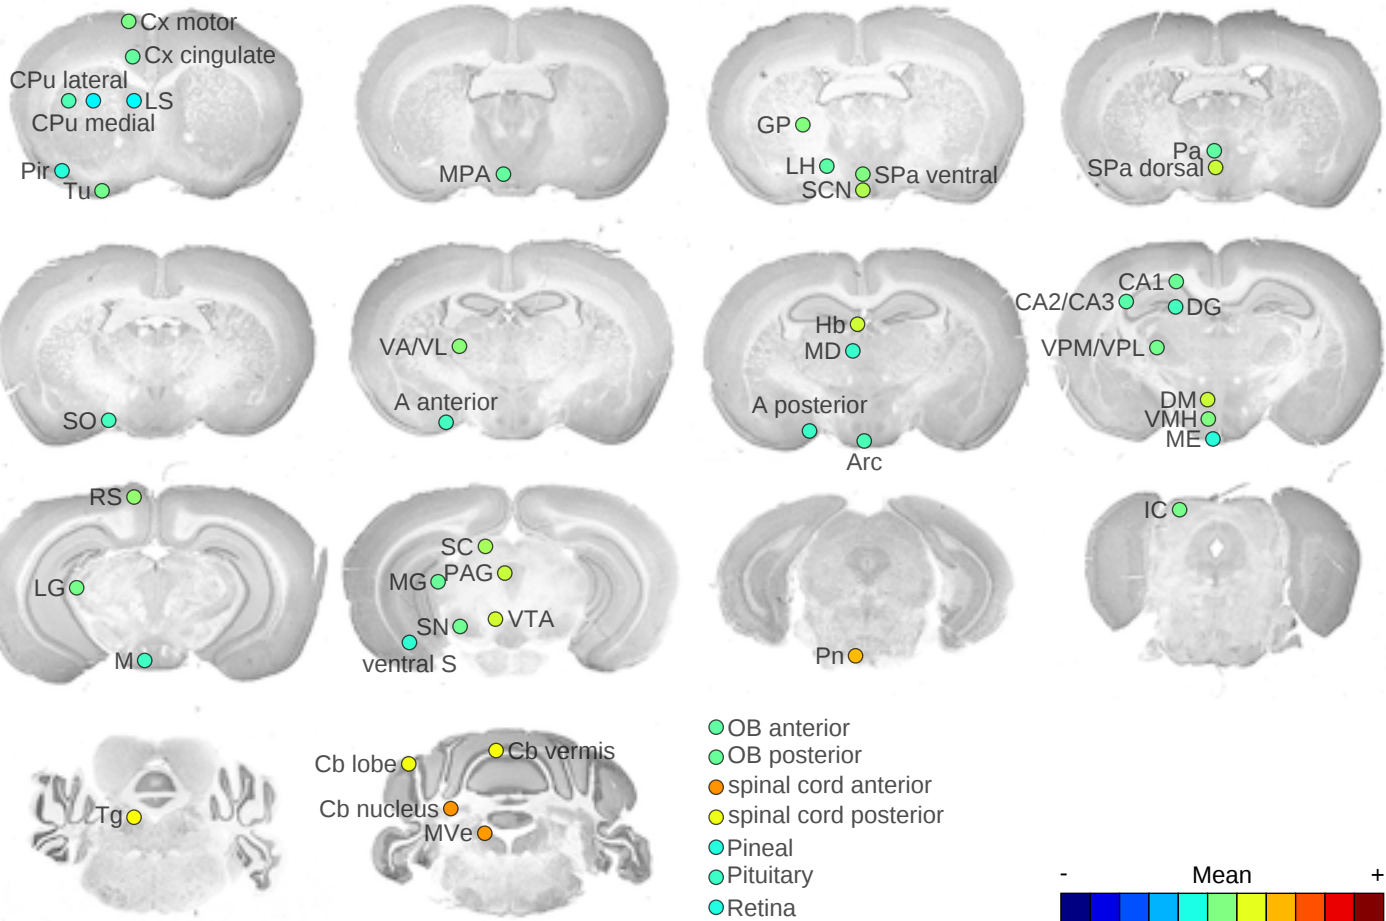 Cx motor
Cx cingulate
CPu lateral
LS
CPu medial
Pir
Tu
MPA
GP
LH
SPa ventral
SCN
Pa
SPa dorsal
SO
VA/VL
A anterior
Hb
MD
A posterior
Arc
CA1
CA2/CA3
DG
VPM/VPL
DM
VMH
ME
RS
LG
M
SC
MG
PAG
SN
VTA
ventral S
Pn
IC
Tg
Cb lobe
Cb vermis
Cb nucleus
MVe
OB anterior
OB posterior
spinal cord anterior
spinal cord posterior
Pineal
Pituitary
Retina
- Mean +